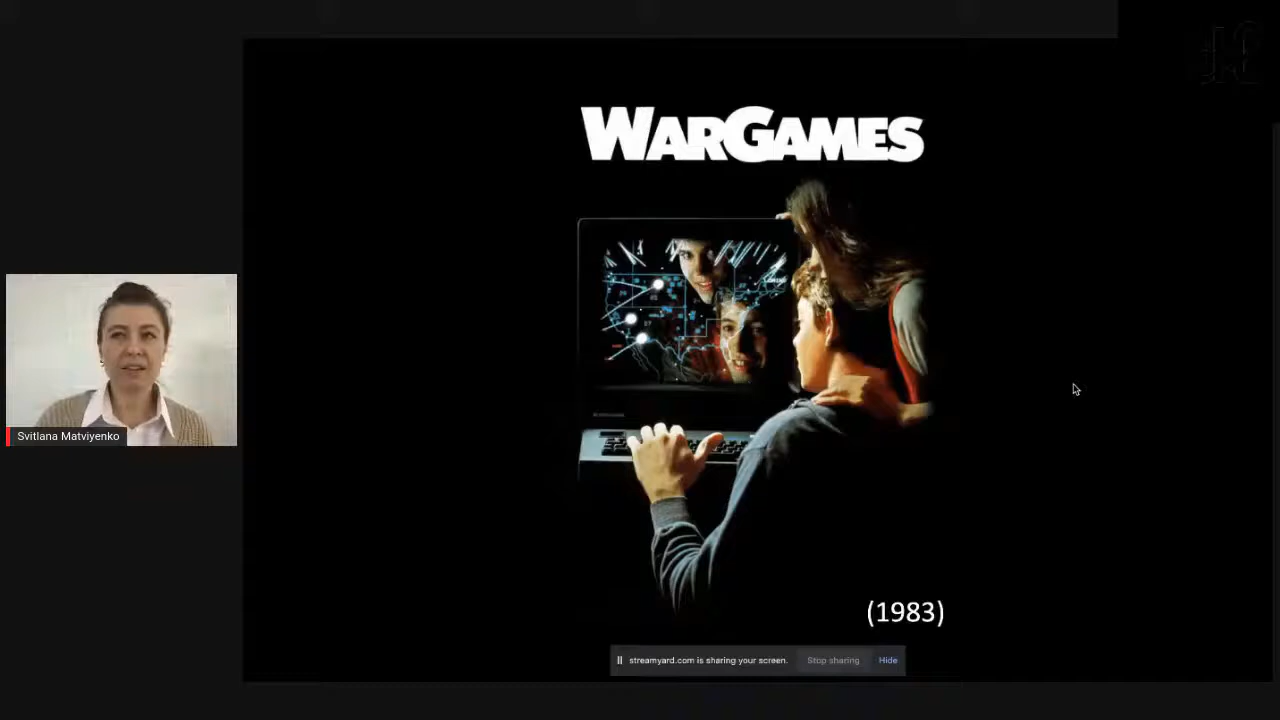 WARGAMES
Svitlana Matviyenko
(1983)
streamyard.com is sharing your screen. Stop sharing Hide